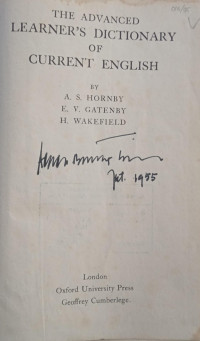 THE ADVANCED
LEARNER'S DICTIONARY
OF
CURRENT ENGLISH
BY
A. S. HORNBY
E. V. GATENBY
H. WAKEFIELD
1955
London
Oxford University Press
Geoffrey Cumberlege